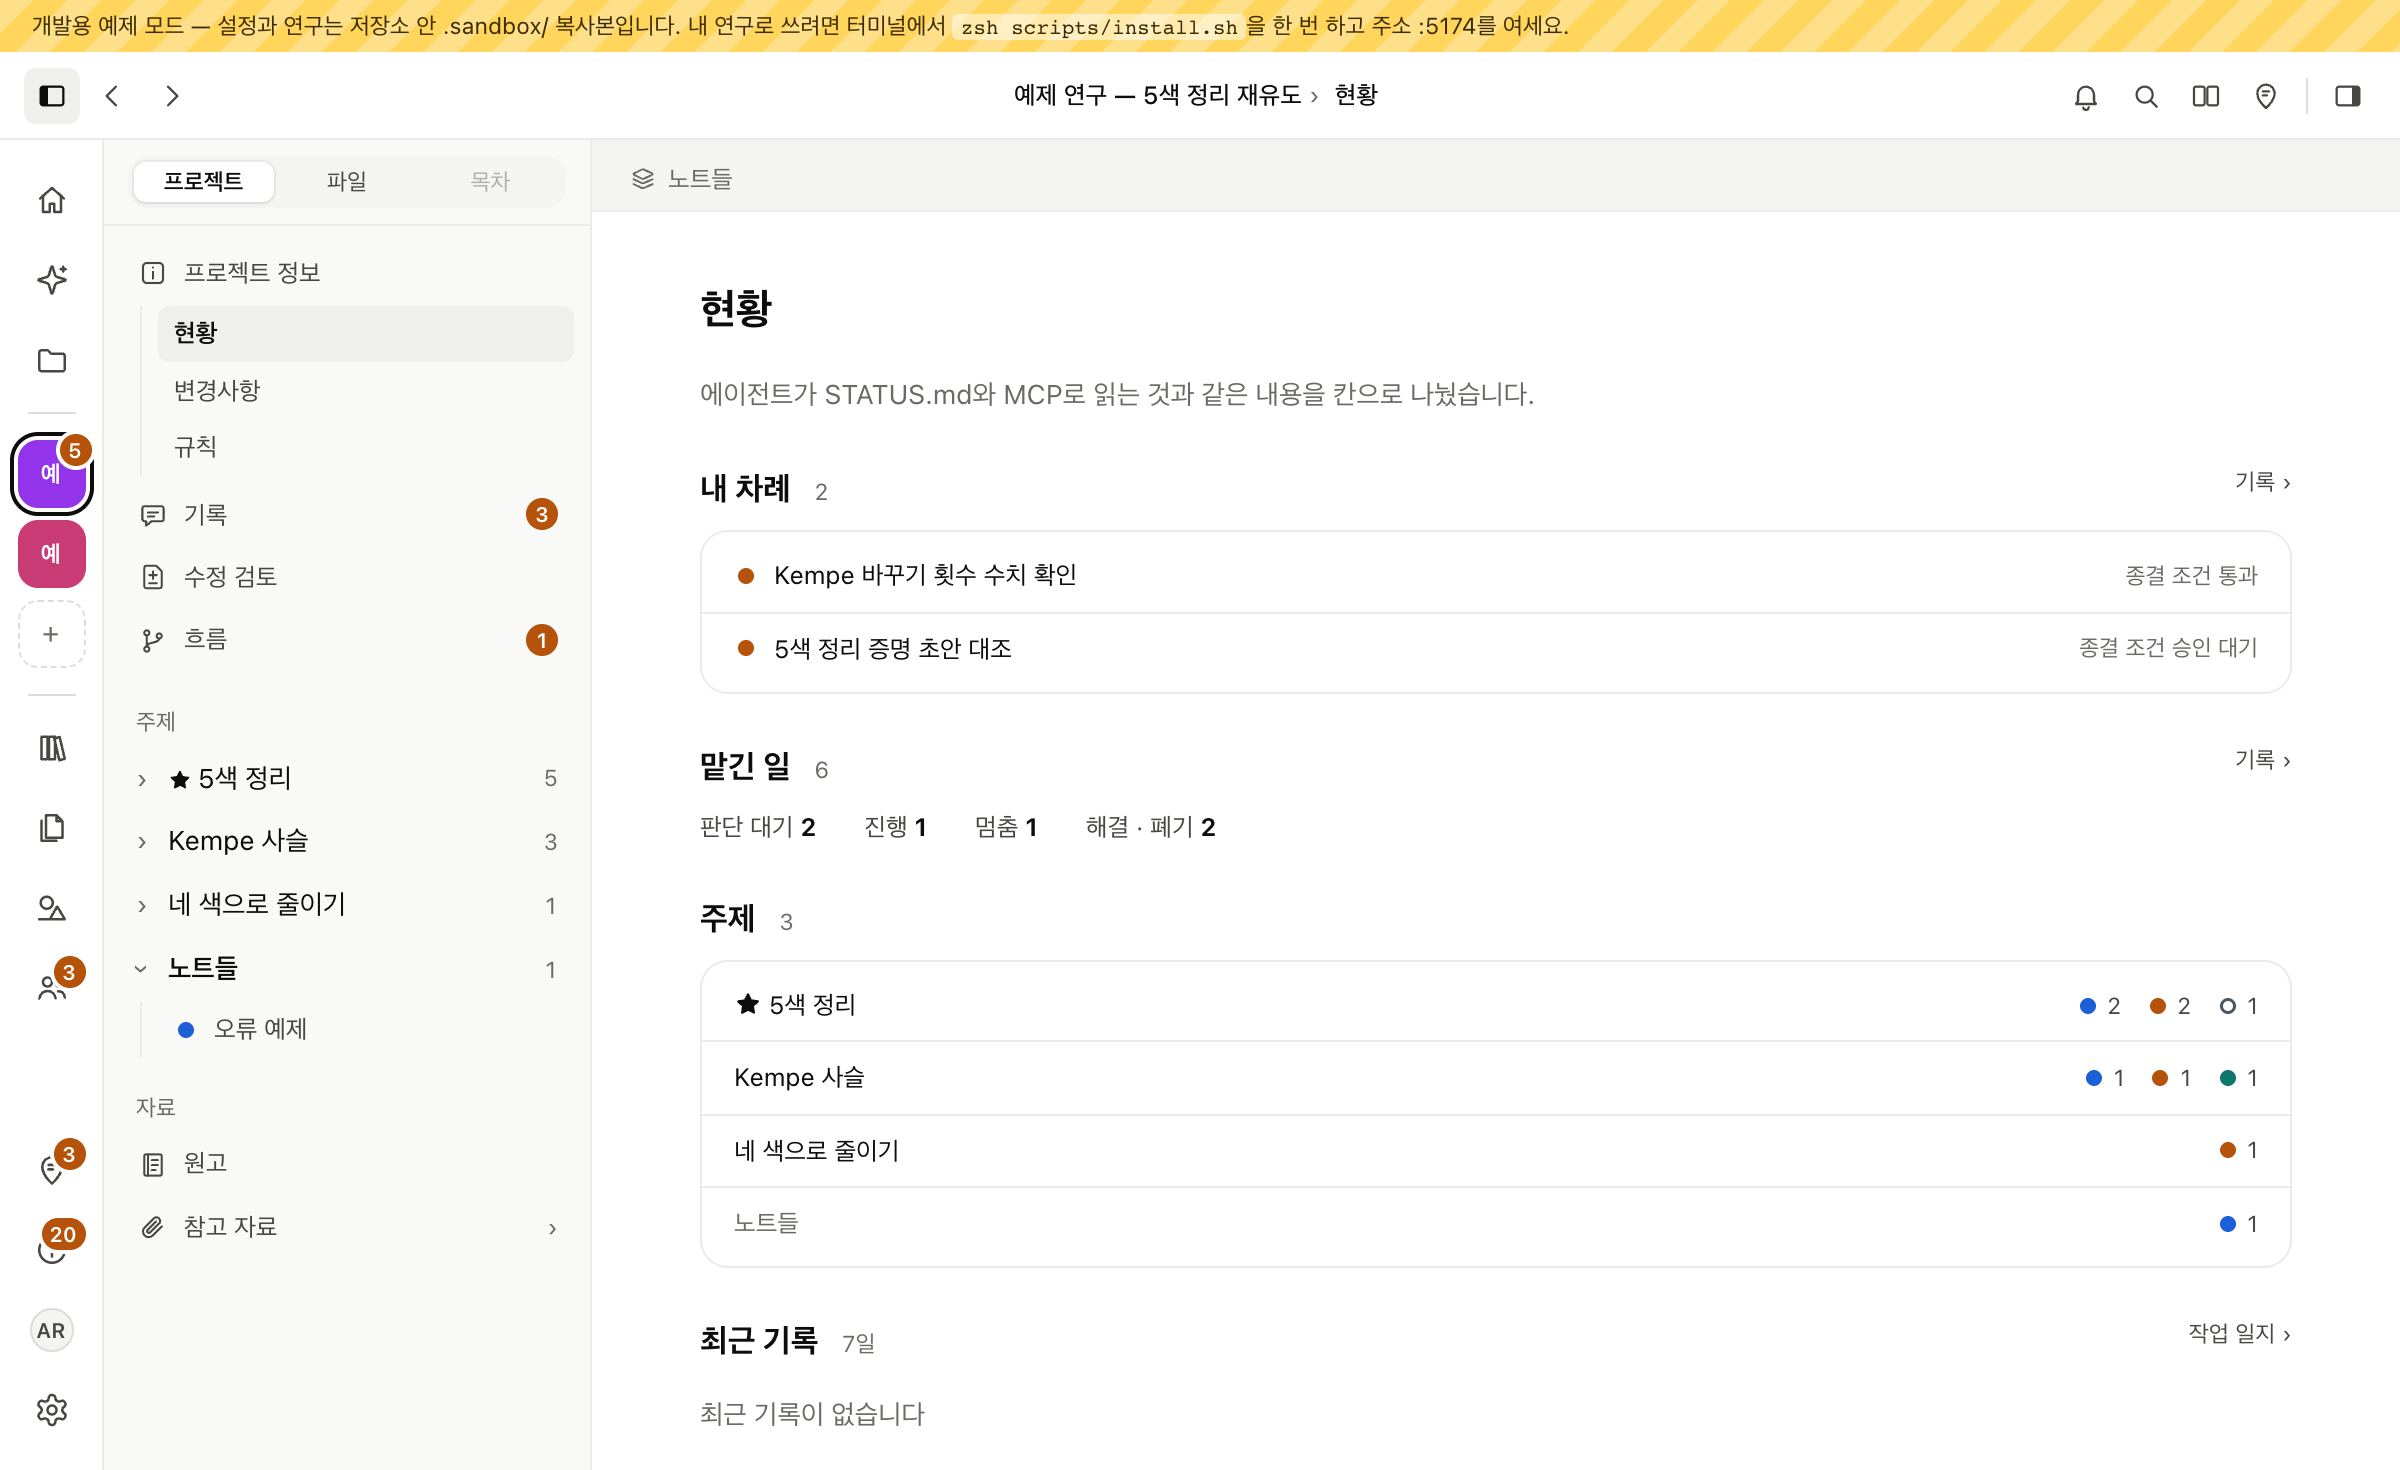 개발용 예제 모드 — 설정과 연구는 저장소 안 .sandbox/ 복사본입니다. 내 연구로 쓰려면 터미널에서 zsh scripts/install.sh을 한 번 하고 주소 :5174를 여세요.
예제 연구 — 5색 정리 재유도 › 현황
프로젝트 파일 목차
노트들
프로젝트 정보
현황
변경사항
규칙
기록 3
수정 검토
흐름 1
주제
★ 5색 정리 5
Kempe 사슬 3
네 색으로 줄이기 1
노트들 1
오류 예제
자료
원고
참고 자료 ›
예 5
예
+
3
3
20
AR
현황
에이전트가 STATUS.md와 MCP로 읽는 것과 같은 내용을 칸으로 나눴습니다.
내 차례 2 기록 ›
Kempe 바꾸기 횟수 수치 확인 종결 조건 통과
5색 정리 증명 초안 대조 종결 조건 승인 대기
맡긴 일 6 기록 ›
판단 대기 2 진행 1 멈춤 1 해결 · 폐기 2
주제 3
★ 5색 정리 2 2 1
Kempe 사슬 1 1 1
네 색으로 줄이기 1
노트들 1
최근 기록 7일 작업 일지 ›
최근 기록이 없습니다